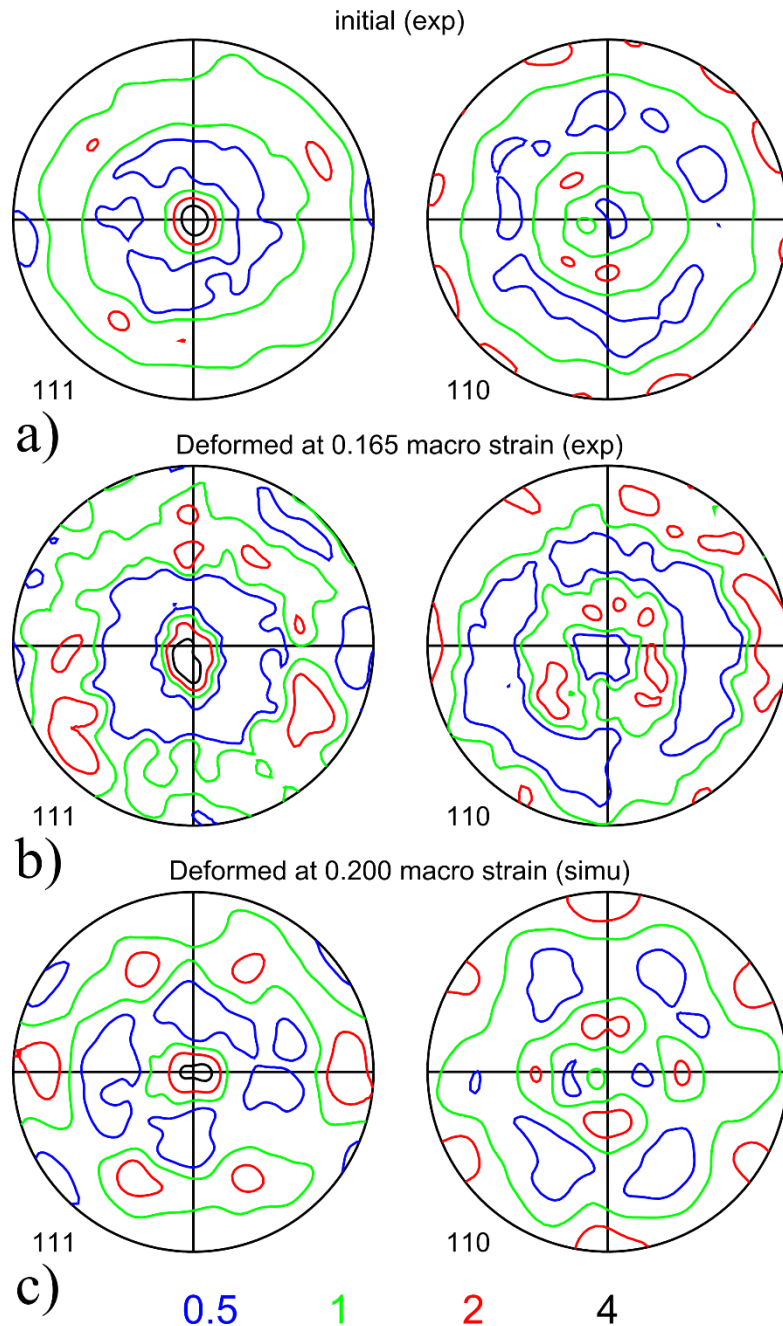 initial (exp)
111 110
a)
Deformed at 0.165 macro strain (exp)
111 110
b)
Deformed at 0.200 macro strain (simu)
111 110
c)
0.5 1 2 4